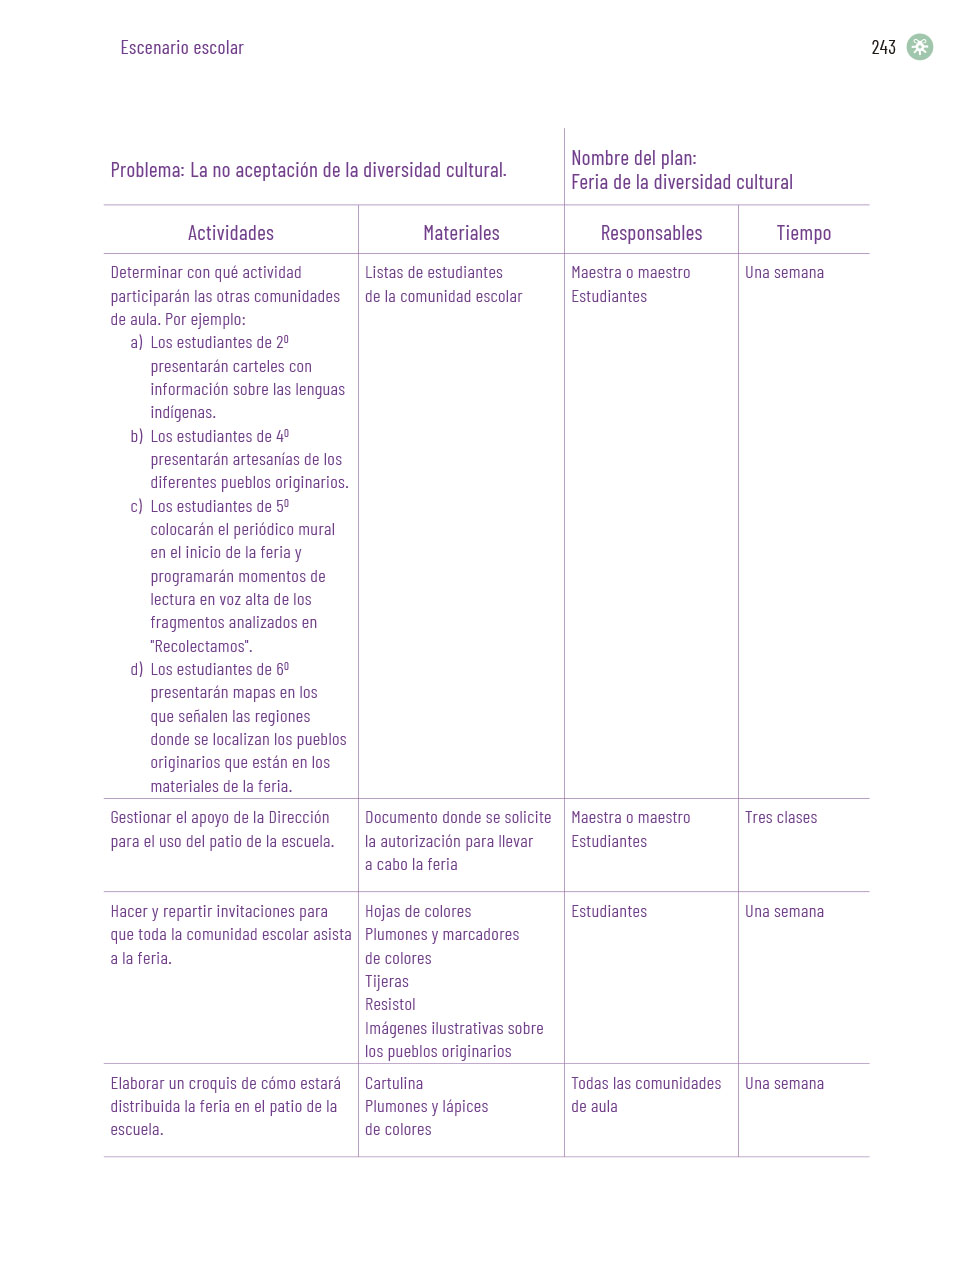 Escenario escolar
243
Problema: La no aceptación de la diversidad cultural.
Nombre del plan:
Feria de la diversidad cultural
Actividades
Materiales
Responsables
Tiempo
Determinar con qué actividad
participarán las otras comunidades
de aula. Por ejemplo:
a) Los estudiantes de 2º
presentarán carteles con
información sobre las lenguas
indígenas.
b) Los estudiantes de 4º
presentarán artesanías de los
diferentes pueblos originarios.
c) Los estudiantes de 5º
colocarán el periódico mural
en el inicio de la feria y
programarán momentos de
lectura en voz alta de los
fragmentos analizados en
"Recolectamos".
d) Los estudiantes de 6º
presentarán mapas en los
que señalen las regiones
donde se localizan los pueblos
originarios que están en los
materiales de la feria.
Listas de estudiantes
de la comunidad escolar
Maestra o maestro
Estudiantes
Una semana
Gestionar el apoyo de la Dirección
para el uso del patio de la escuela.
Documento donde se solicite
la autorización para llevar
a cabo la feria
Maestra o maestro
Estudiantes
Tres clases
Hacer y repartir invitaciones para
que toda la comunidad escolar asista
a la feria.
Hojas de colores
Plumones y marcadores
de colores
Tijeras
Resistol
Imágenes ilustrativas sobre
los pueblos originarios
Estudiantes
Una semana
Elaborar un croquis de cómo estará
distribuida la feria en el patio de la
escuela.
Cartulina
Plumones y lápices
de colores
Todas las comunidades
de aula
Una semana